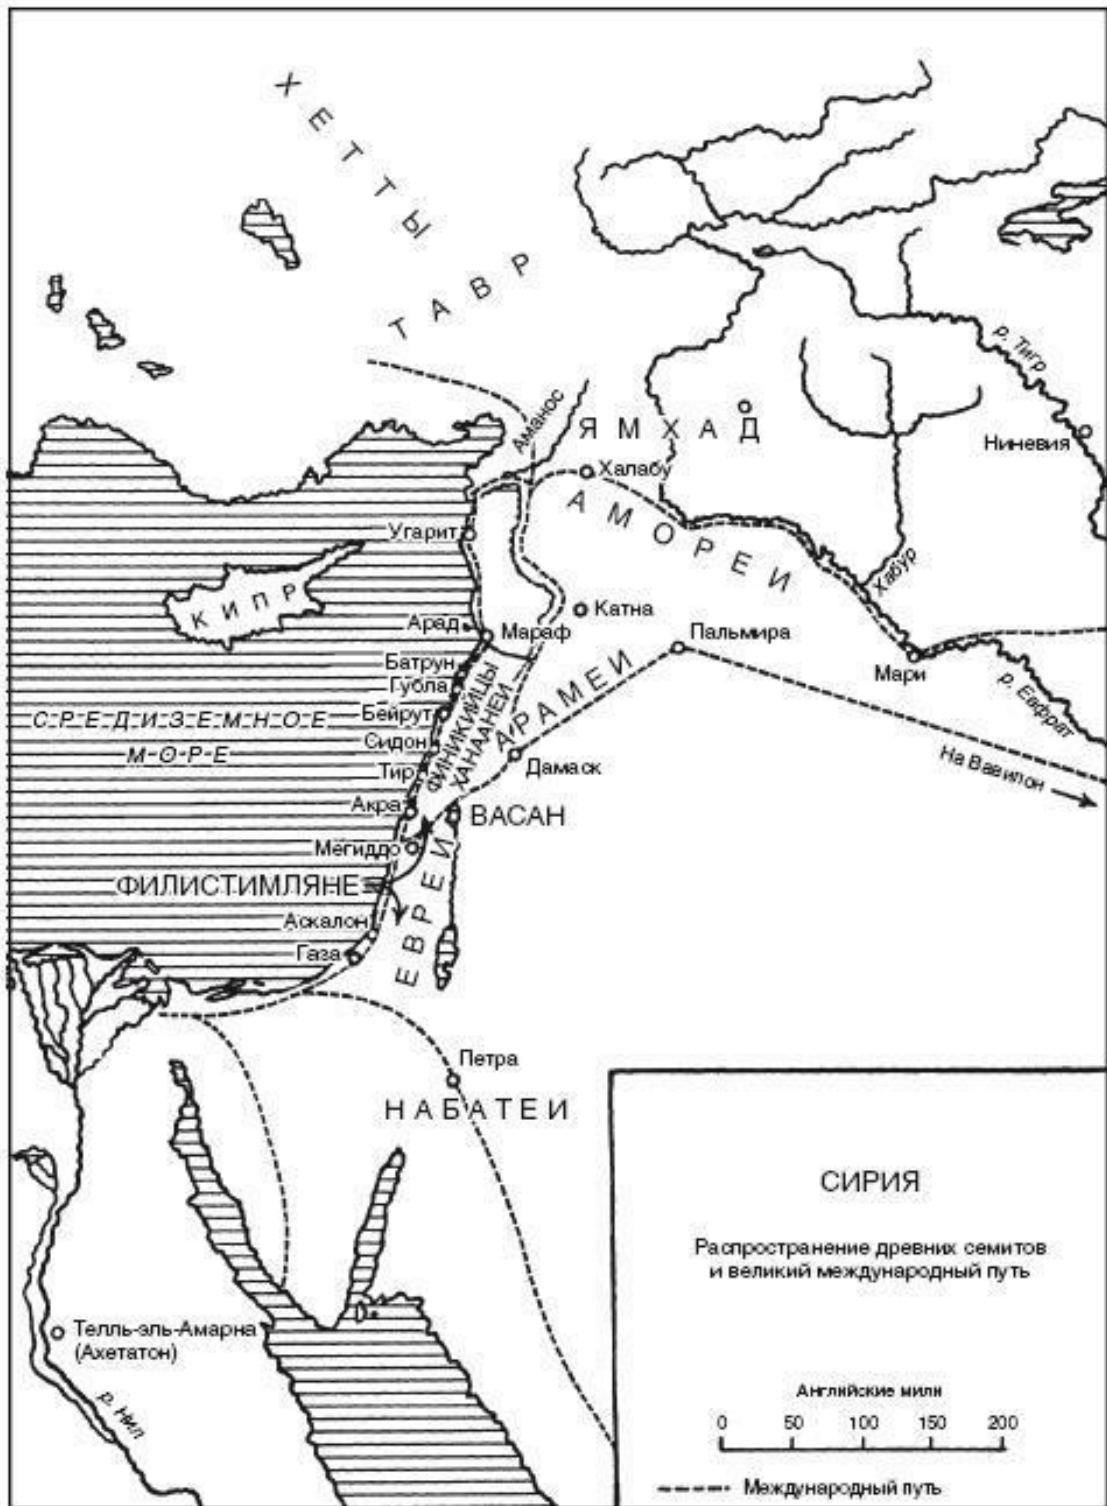 ХЕТТЫ
ТАВР
р. Тигр
Аманос
ЯМХАД
Ниневия
Халабу
АМОРЕИ
Угарит
Хабур
КИПР
Катна
Арад
Мараф
Пальмира
Батрун
Мари
Губла
р. Евфрат
ФИНИКИЙЦЫ
ХАНААНЕИ
АРАМЕИ
Бейрут
СРЕДИЗЕМНОЕ
МОРЕ
Сидон
Дамаск
Тир
На Вавилон
Акра
ВАСАН
Мегиддо
ЕВРЕИ
ФИЛИСТИМЛЯНЕ
Аскалон
Газа
Петра
НАБАТЕИ
Телль-эль-Амарна
(Ахетатон)
р. Нил
СИРИЯ
Распространение древних семитов
и великий международный путь
Английские мили
0 50 100 150 200
Международный путь